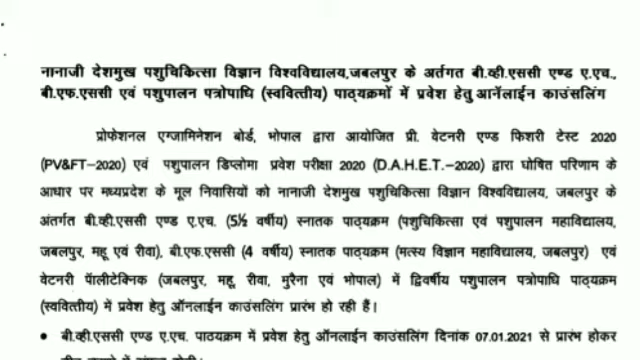 नानाजी देशमुख पशुचिकित्सा विज्ञान विश्वविद्यालय,जबलपुर के अर्तगत बी.व्ही.एससी एण्ड ए.एच.,
बी.एफ.एससी एवं पशुपालन पत्रोपाधि (स्ववित्तीय) पाठ्यक्रमों में प्रवेश हेतु आनॅलाईन काउंसलिंग
प्रोफेशनल एग्जामिनेशन बोर्ड, भोपाल द्वारा आयोजित प्री. वेटनरी एण्ड फिशरी टेस्ट 2020
(PV&FT-2020) एवं पशुपालन डिप्लोमा प्रवेश परीक्षा 2020 (D.A.H.E.T.-2020) द्वारा घोषित परिणाम के
आधार पर मध्यप्रदेश के मूल निवासियों को नानाजी देशमुख पशुचिकित्सा विज्ञान विश्वविद्यालय, जबलपुर के
अंतर्गत बी.व्ही.एससी एण्ड ए.एच. (5½ वर्षीय) स्नातक पाठ्यक्रम (पशुचिकित्सा एवं पशुपालन महाविद्यालय,
जबलपुर, महू एवं रीवा), बी.एफ.एससी (4 वर्षीय) स्नातक पाठ्यक्रम (मत्स्य विज्ञान महाविद्यालय, जबलपुर) एवं
वेटनरी पॅालीटेक्निक (जबलपुर, महू, रीवा, मुरैना एवं भोपाल) में द्विवर्षीय पशुपालन पत्रोपाधि पाठ्यक्रम
(स्ववित्तीय) में प्रवेश हेतु ऑनलाईन काउंसलिंग प्रारंभ हो रही हैं।
• बी.व्ही.एससी एण्ड ए.एच. पाठयक्रम में प्रवेश हेतु ऑनलाईन काउंसलिंग दिनांक 07.01.2021 से प्रारंभ होकर